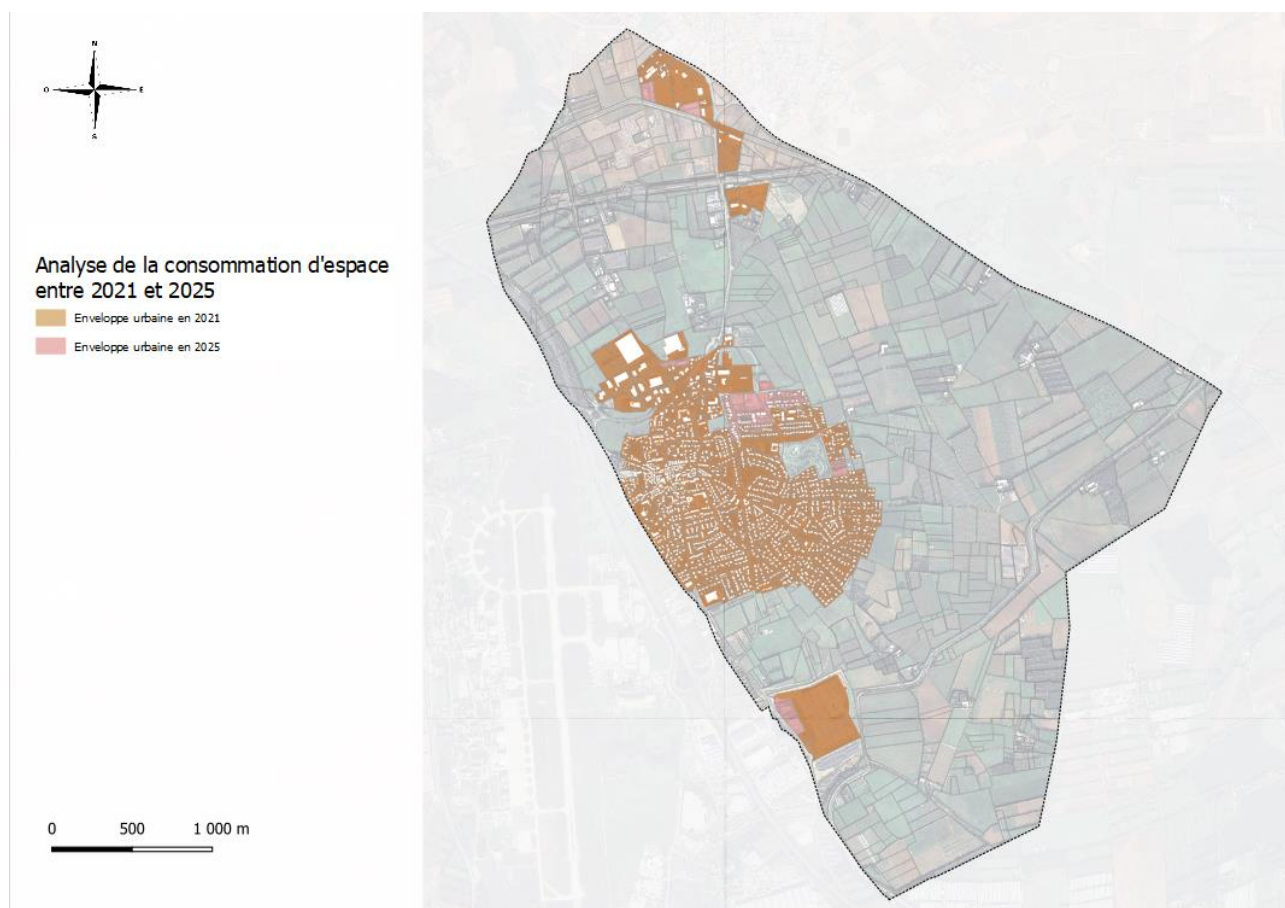 N
O
E
S
Analyse de la consommation d'espace
entre 2021 et 2025
Enveloppe urbaine en 2021
Enveloppe urbaine en 2025
0 500 1 000 m